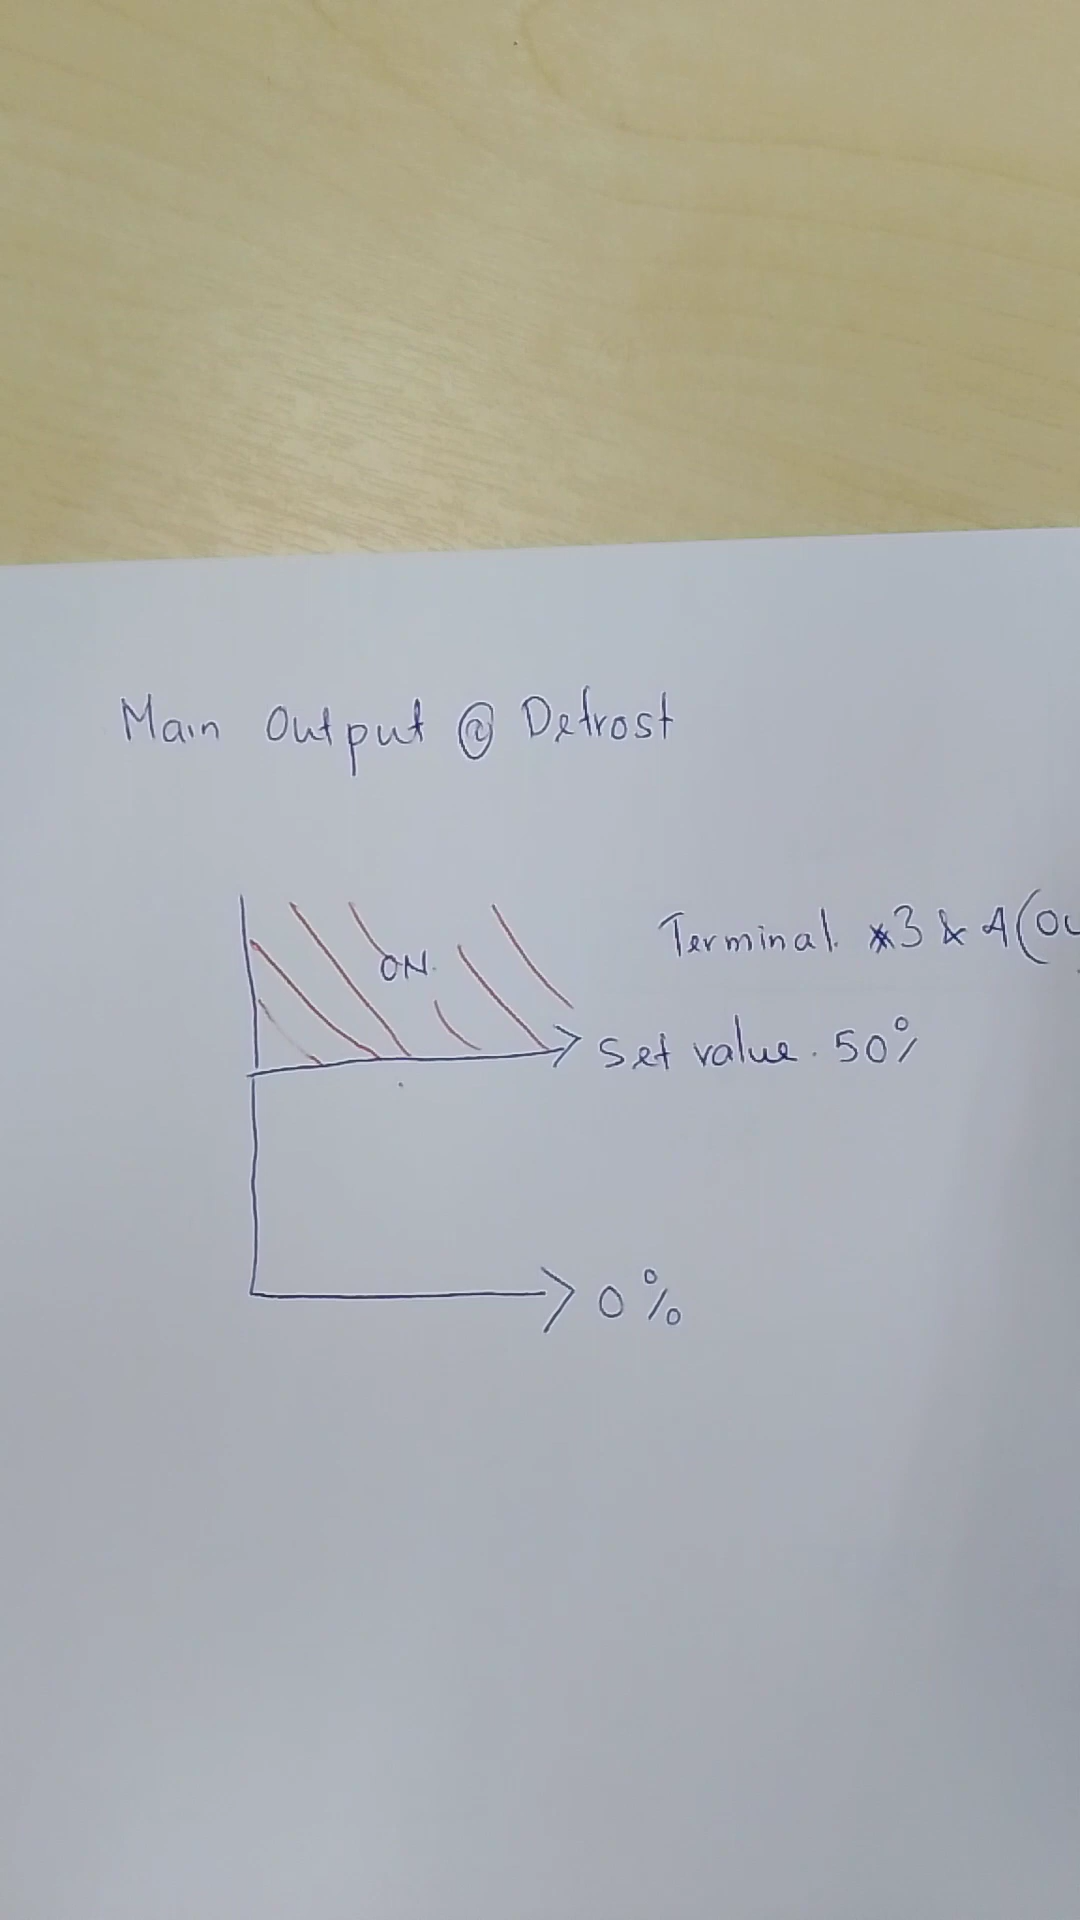 Main Output @ Defrost
Terminal. 3 & 4 (
ON.
Set value. 50%
0%